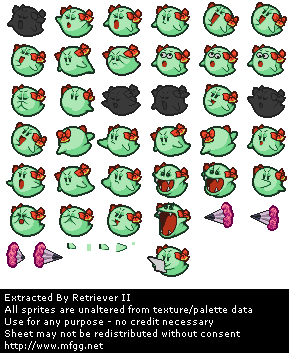 Extracted By Retriever II
All sprites are unaltered from texture/palette data
Use for any purpose - no credit necessary
Sheet may not be redistributed without consent
http://www.mfgg.net